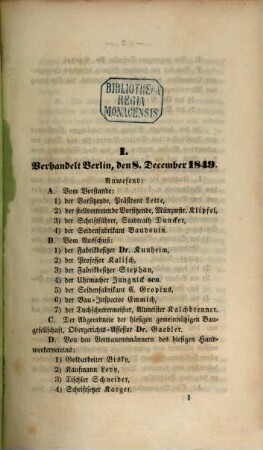 BIBLIOTHECA
REGIA
MONACENSIS
I.
Verhandelt Berlin, den 8. December 1849.
Anwesend:
A. Vom Vorstande:
1) der Vorsitzende, Präsident Lette,
2) der stellvertretende Vorsitzende, Münzmstr. Klipfel,
3) der Schriftführer, Stadtrath Duncker,
4) der Seidenfabrikant Baudouin.
B. Vom Ausschuß:
1) der Fabrikbesitzer Dr. Kunheim,
2) der Professor Kalisch,
3) der Fabrikbesitzer Stephan,
4) der Uhrmacher Jungnick sen.
5) der Seidenfabrikant C. Gropius,
6) der Bau-Inspector Emmich,
7) der Tuchscheerermeister, Altmeister Kalchbrenner.
C. Der Abgeordnete der hiesigen gemeinnützigen Bau-
gesellschaft, Obergerichts-Assessor Dr. Gaebler.
D. Von den Vertrauensmännern des hiesigen Hand-
werkervereins:
1) Goldarbeiter Bisky,
2) Kaufmann Levy,
3) Tischler Schneider,
4) Schriftsetzer Karger.
1